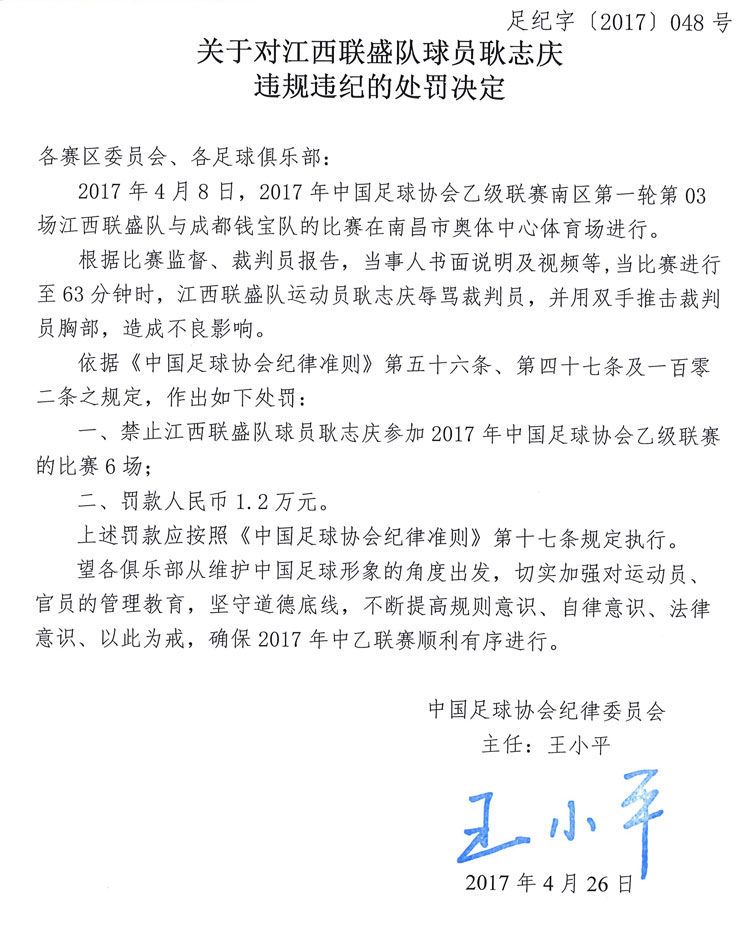 足纪字〔2017〕048 号
关于对江西联盛队球员耿志庆
违规违纪的处罚决定
各赛区委员会、各足球俱乐部：
2017 年 4 月 8 日，2017 年中国足球协会乙级联赛南区第一轮第 03
场江西联盛队与成都钱宝队的比赛在南昌市奥体中心体育场进行。
根据比赛监督、裁判员报告，当事人书面说明及视频等,当比赛进行
至 63 分钟时，江西联盛队运动员耿志庆辱骂裁判员，并用双手推击裁判
员胸部，造成不良影响。
依据《中国足球协会纪律准则》第五十六条、第四十七条及一百零
二条之规定，作出如下处罚：
一、禁止江西联盛队球员耿志庆参加 2017 年中国足球协会乙级联赛
的比赛 6 场；
二、罚款人民币 1.2 万元。
上述罚款应按照《中国足球协会纪律准则》第十七条规定执行。
望各俱乐部从维护中国足球形象的角度出发，切实加强对运动员、
官员的管理教育，坚守道德底线，不断提高规则意识、自律意识、法律
意识、以此为戒，确保 2017 年中乙联赛顺利有序进行。
中国足球协会纪律委员会
主任：王小平
王小平
2017 年 4 月 26 日